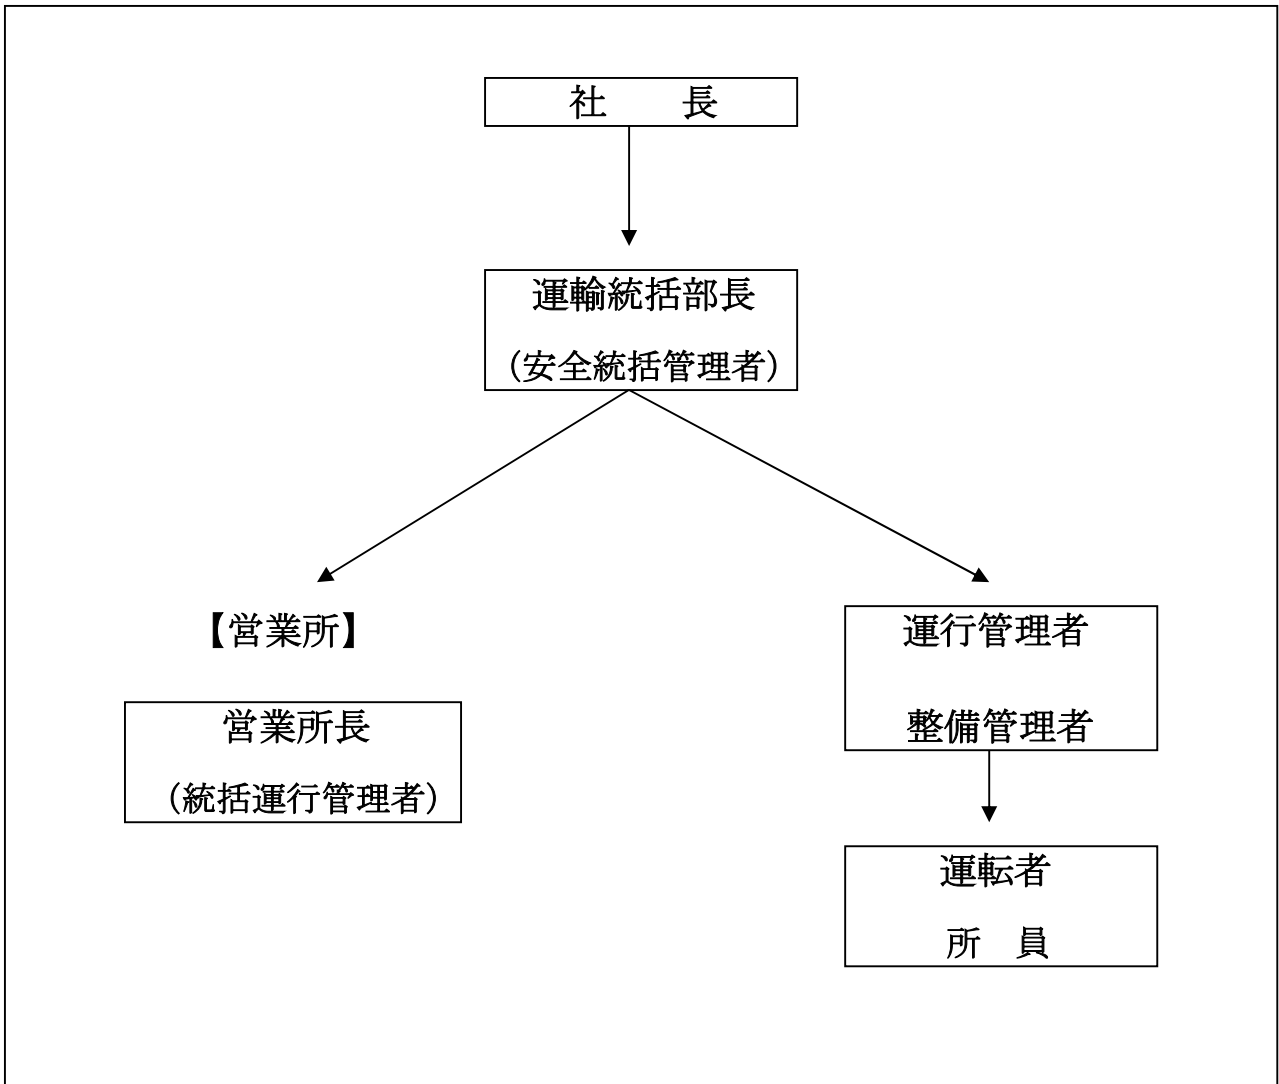 社　　長
運輸統括部長
（安全統括管理者）
【営業所】
営業所長
（統括運行管理者）
運行管理者
整備管理者
運転者
所　員